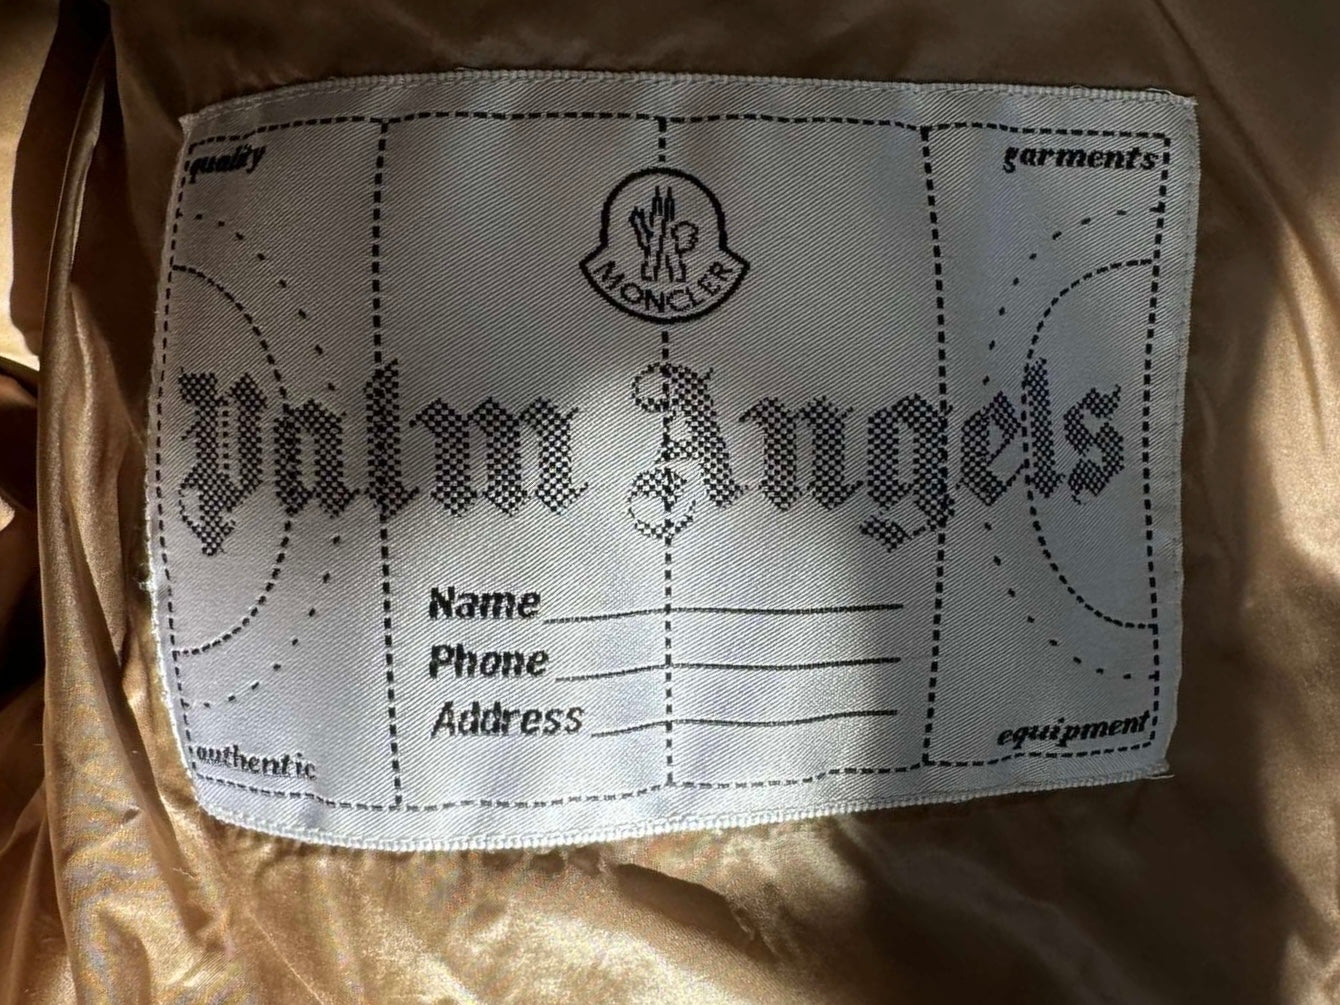 quality
garments
MONCLER
Palm Angels
Name
Phone
Address
authentic
equipment